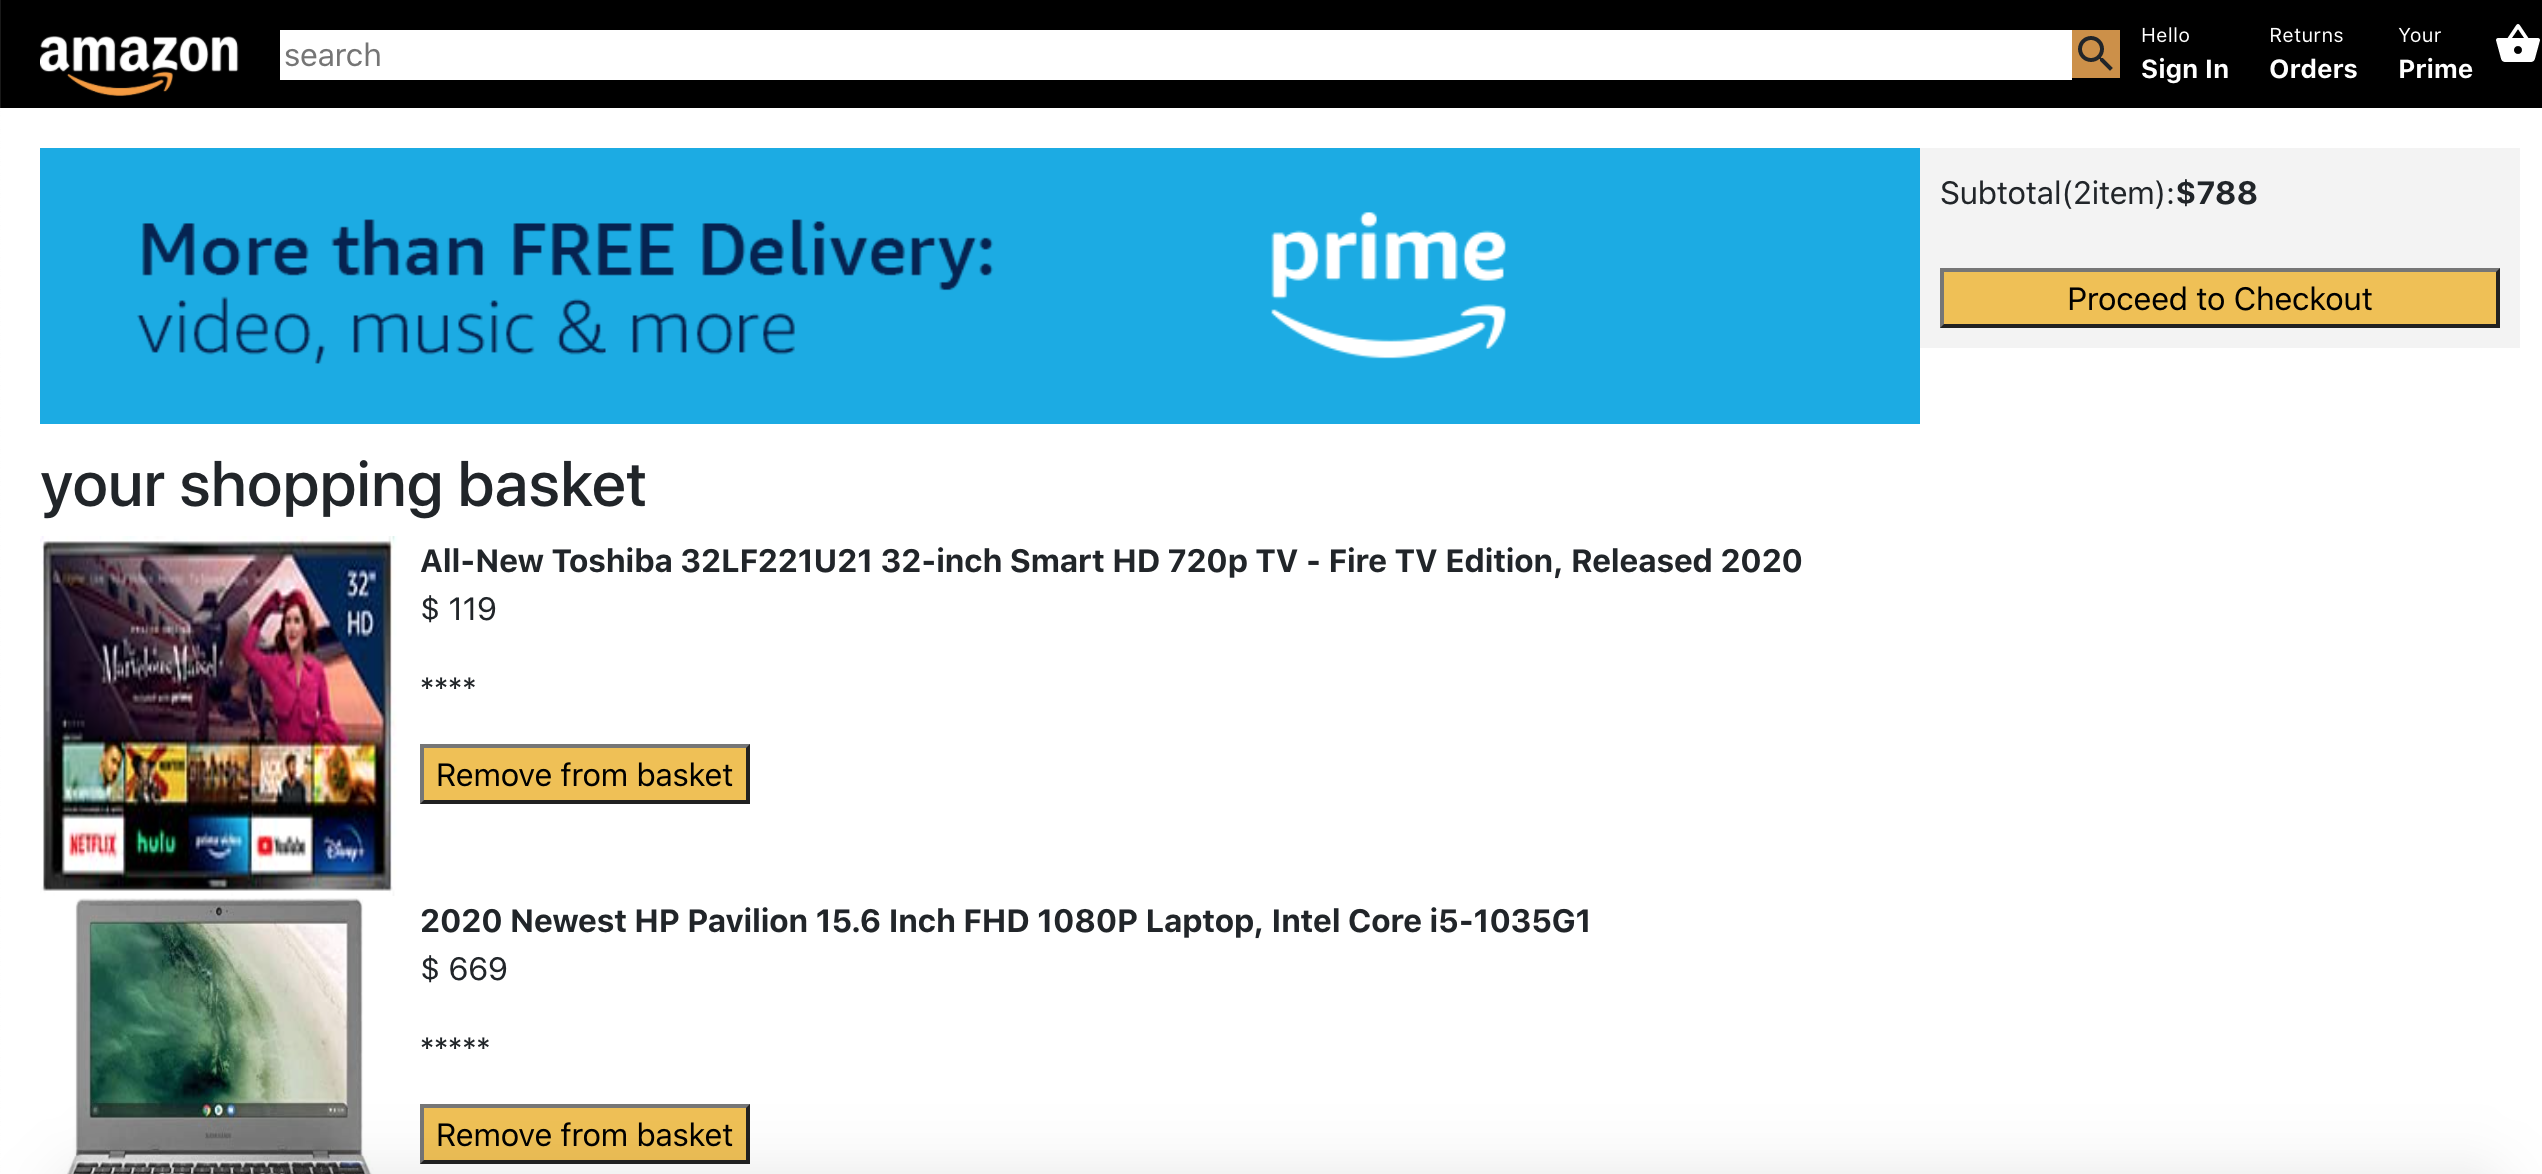 amazon
search
Hello
Sign In
Returns
Orders
Your
Prime
More than FREE Delivery:
video, music & more
prime
Subtotal(2item):$788
Proceed to Checkout
your shopping basket
All-New Toshiba 32LF221U21 32-inch Smart HD 720p TV - Fire TV Edition, Released 2020
$ 119
****
Remove from basket
32"
HD
NETFLIX
hulu
prime video
YouTube
Disney+
2020 Newest HP Pavilion 15.6 Inch FHD 1080P Laptop, Intel Core i5-1035G1
$ 669
*****
Remove from basket